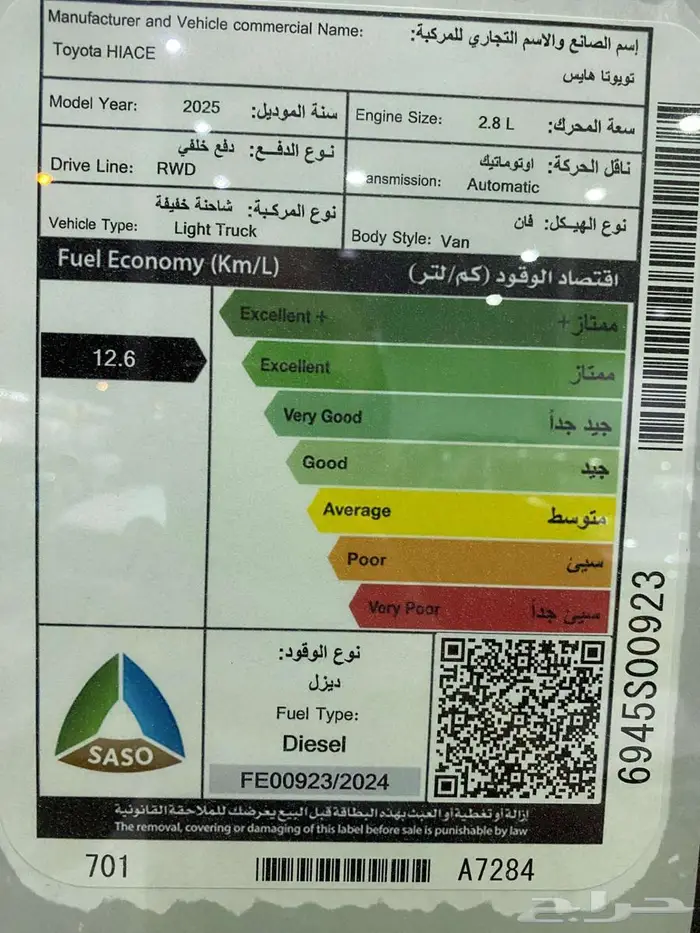 Manufacturer and Vehicle commercial Name: إسم الصانع والاسم التجاري للمركبة:
Toyota HIACE تويوتا هايس
Model Year: 2025 سنة الموديل:
Engine Size: 2.8 L سعة المحرك:
Drive Line: RWD نوع الدفع: دفع خلفي
ansmission: Automatic ناقل الحركة: اوتوماتيك
Vehicle Type: Light Truck نوع المركبة: شاحنة خفيفة
Body Style: Van نوع الهيكل: فان
Fuel Economy (Km/L) اقتصاد الوقود (كم/لتر)
12.6
Excellent + ممتاز +
Excellent ممتاز
Very Good جيد جداً
Good جيد
Average متوسط
Poor سيئ
Very Poor سيئ جداً
SASO
نوع الوقود:
ديزل
Fuel Type:
Diesel
FE00923/2024
6945S00923
إزالة أو تغطية أو العبث بهذه البطاقة قبل البيع يعرضك للملاحقة القانونية
The removal, covering or damaging of this label before sale is punishable by law
701 A7284
حراج